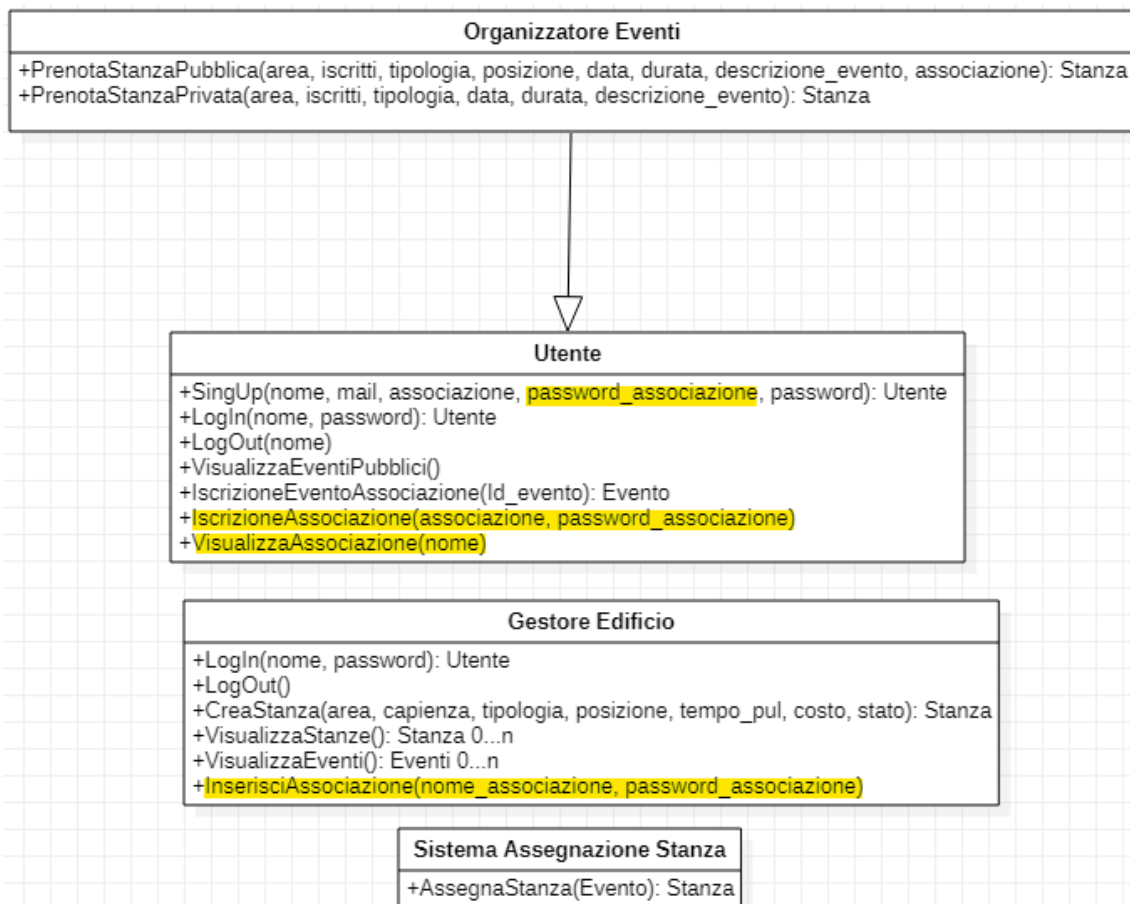 Organizzatore Eventi
+PrenotaStanzaPubblica(area, iscritti, tipologia, posizione, data, durata, descrizione_evento, associazione): Stanza
+PrenotaStanzaPrivata(area, iscritti, tipologia, data, durata, descrizione_evento): Stanza
Utente
+SingUp(nome, mail, associazione, password_associazione, password): Utente
+LogIn(nome, password): Utente
+LogOut(nome)
+VisualizzaEventiPubblici()
+IscrizioneEventoAssociazione(Id_evento): Evento
+IscrizioneAssociazione(associazione, password_associazione)
+VisualizzaAssociazione(nome)
Gestore Edificio
+LogIn(nome, password): Utente
+LogOut()
+CreaStanza(area, capienza, tipologia, posizione, tempo_pul, costo, stato): Stanza
+VisualizzaStanze(): Stanza 0...n
+VisualizzaEventi(): Eventi 0...n
+InserisciAssociazione(nome_associazione, password_associazione)
Sistema Assegnazione Stanza
+AssegnaStanza(Evento): Stanza